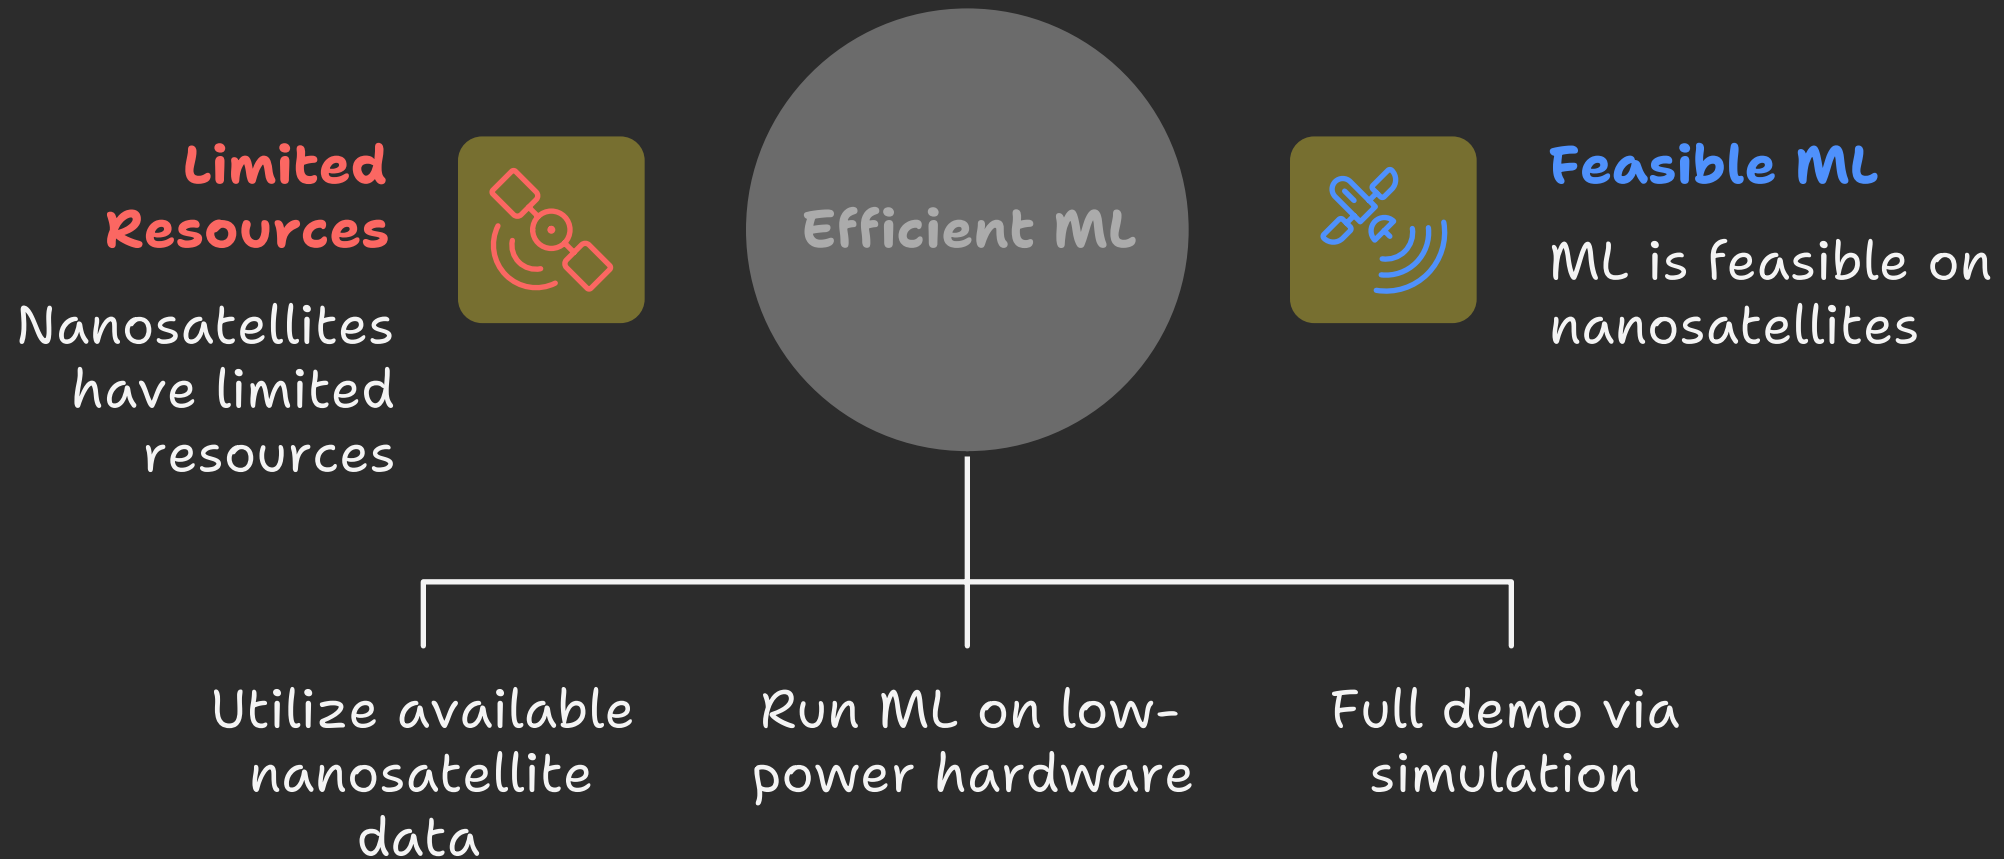 Limited
Resources
Nanosatellites
have limited
resources
Efficient ML
Feasible ML
ML is feasible on
nanosatellites
Utilize available
nanosatellite
data
Run ML on low-
power hardware
Full demo via
simulation